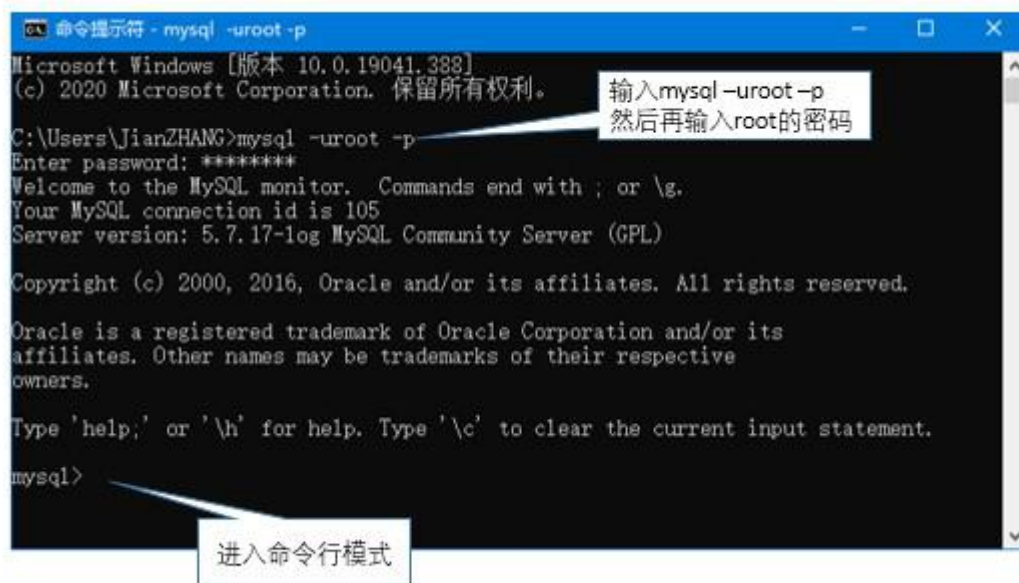 命令提示符 - mysql -uroot -p
Microsoft Windows [版本 10.0.19041.388]
(c) 2020 Microsoft Corporation. 保留所有权利。
输入mysql –uroot –p
然后再输入root的密码
C:\Users\JianZHANG>mysql -uroot -p
Enter password: ********
Welcome to the MySQL monitor.  Commands end with ; or \g.
Your MySQL connection id is 105
Server version: 5.7.17-log MySQL Community Server (GPL)
Copyright (c) 2000, 2016, Oracle and/or its affiliates. All rights reserved.
Oracle is a registered trademark of Oracle Corporation and/or its
affiliates. Other names may be trademarks of their respective
owners.
Type 'help;' or '\h' for help. Type '\c' to clear the current input statement.
mysql>
进入命令行模式